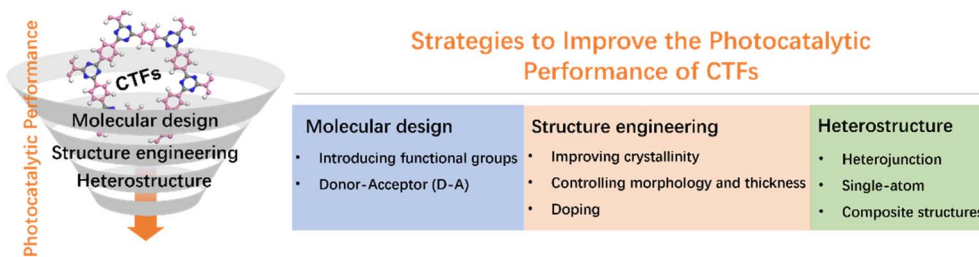 Photocatalytic Performance
CTFs
Molecular design
Structure engineering
Heterostructure
Strategies to Improve the Photocatalytic
Performance of CTFs
Molecular design
• Introducing functional groups
• Donor-Acceptor (D-A)
Structure engineering
• Improving crystallinity
• Controlling morphology and thickness
• Doping
Heterostructure
• Heterojunction
• Single-atom
• Composite structures